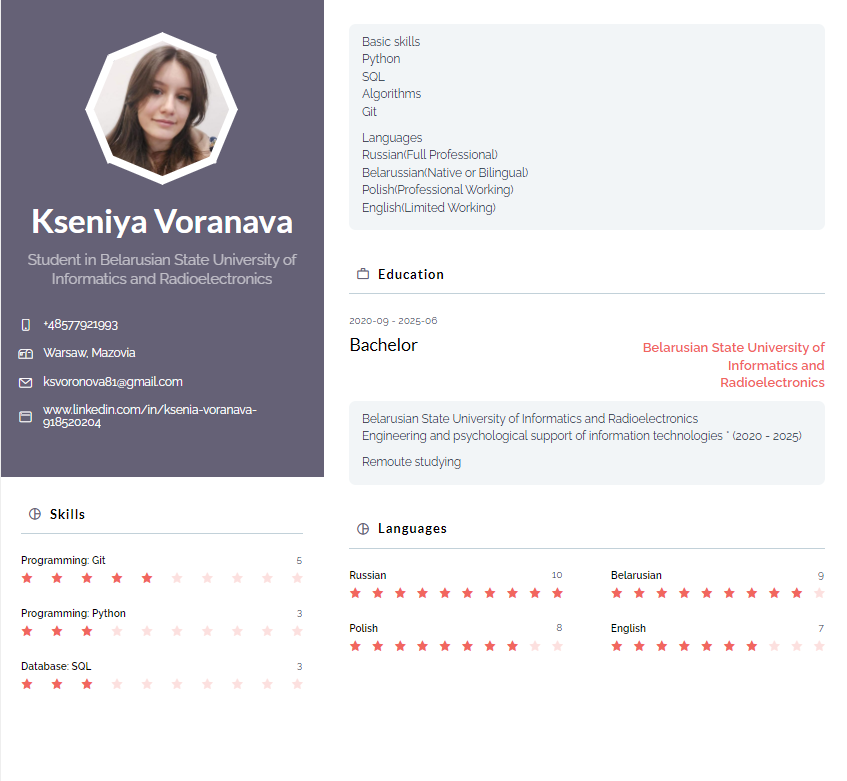 Kseniya Voranava
Student in Belarusian State University of
Informatics and Radioelectronics
+48577921993
Warsaw, Mazovia
ksvoronova81@gmail.com
www.linkedin.com/in/ksenia-voranava-
918520204
Skills
Programming: Git 5
Programming: Python 3
Database: SQL 3
Basic skills
Python
SQL
Algorithms
Git
Languages
Russian(Full Professional)
Belarussian(Native or Bilingual)
Polish(Professional Working)
English(Limited Working)
Education
2020-09 - 2025-06
Bachelor
Belarusian State University of
Informatics and
Radioelectronics
Belarusian State University of Informatics and Radioelectronics
Engineering and psychological support of information technologies * (2020 - 2025)
Remoute studying
Languages
Russian 10
Belarusian 9
Polish 8
English 7